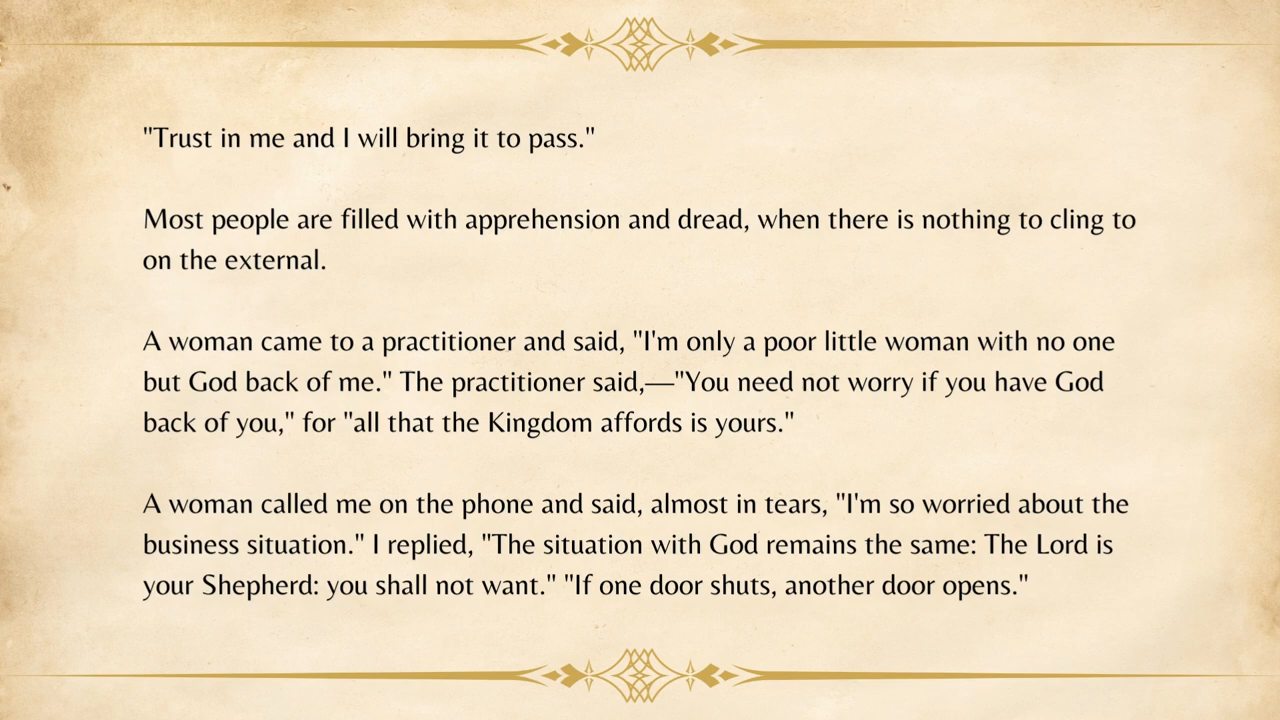 "Trust in me and I will bring it to pass."
Most people are filled with apprehension and dread, when there is nothing to cling to
on the external.
A woman came to a practitioner and said, "I'm only a poor little woman with no one
but God back of me." The practitioner said,—"You need not worry if you have God
back of you," for "all that the Kingdom affords is yours."
A woman called me on the phone and said, almost in tears, "I'm so worried about the
business situation." I replied, "The situation with God remains the same: The Lord is
your Shepherd: you shall not want." "If one door shuts, another door opens."